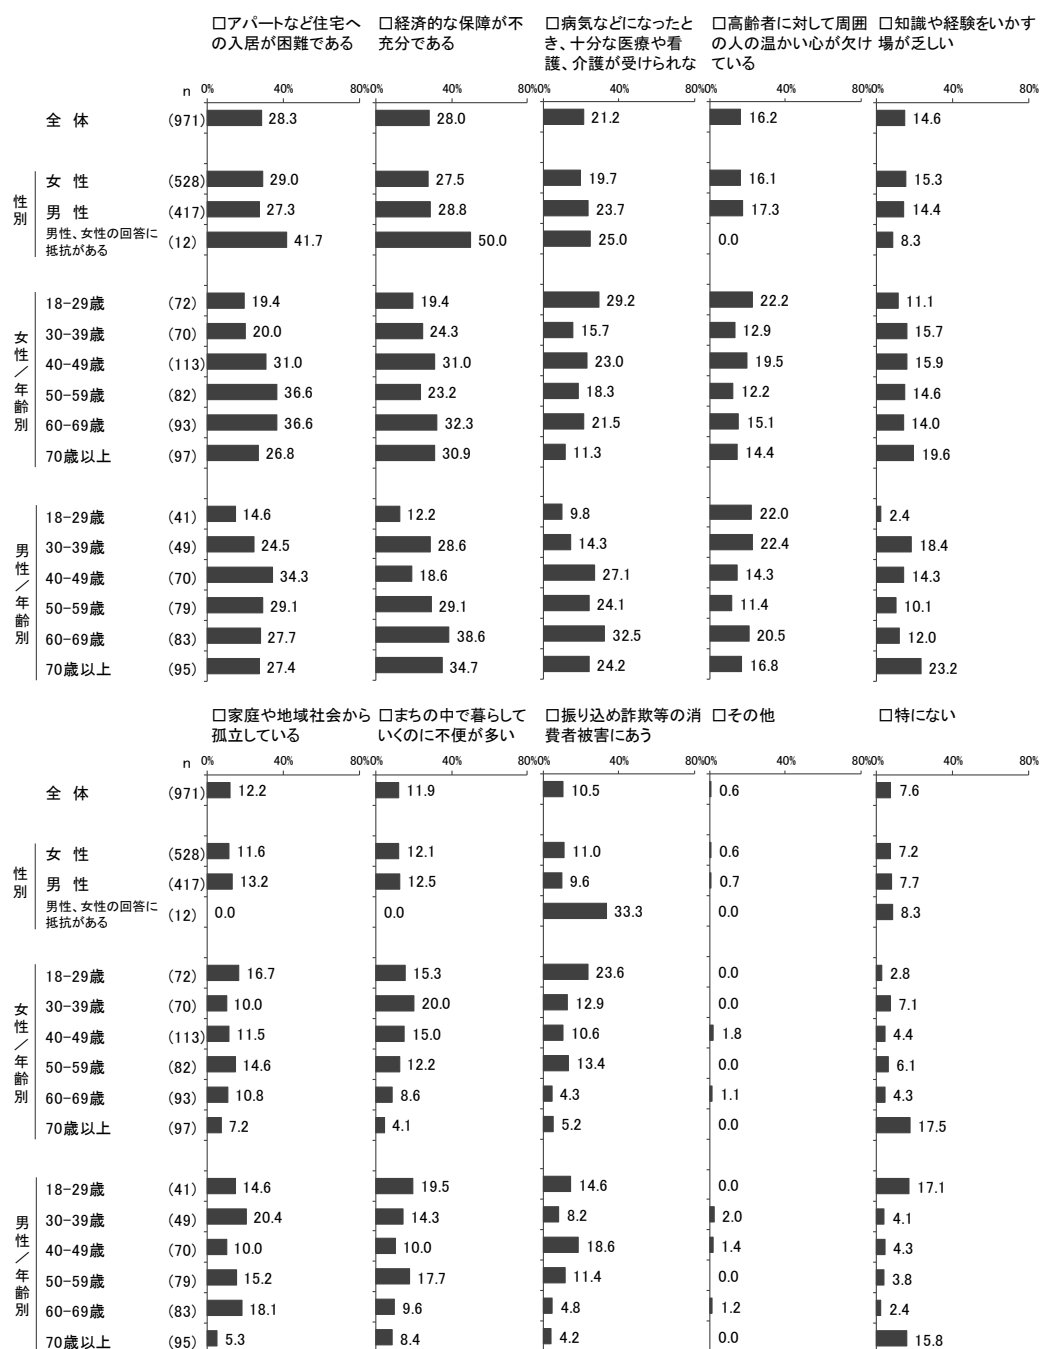 □アパートなど住宅へ
の入居が困難である
□経済的な保障が不
充分である
□病気などになったと
き、十分な医療や看
護、介護が受けられな
□高齢者に対して周囲
の人の温かい心が欠け
ている
□知識や経験をいかす
場が乏しい
n 0% 40% 80% 0% 40% 80% 0% 40% 80% 0% 40% 80% 0% 40% 80%
全 体 (971) 28.3 28.0 21.2 16.2 14.6
性別
女 性 (528) 29.0 27.5 19.7 16.1 15.3
男 性 (417) 27.3 28.8 23.7 17.3 14.4
男性、女性の回答に
抵抗がある (12) 41.7 50.0 25.0 0.0 8.3
女性/年齢別
18-29歳 (72) 19.4 19.4 29.2 22.2 11.1
30-39歳 (70) 20.0 24.3 15.7 12.9 15.7
40-49歳 (113) 31.0 31.0 23.0 19.5 15.9
50-59歳 (82) 36.6 23.2 18.3 12.2 14.6
60-69歳 (93) 36.6 32.3 21.5 15.1 14.0
70歳以上 (97) 26.8 30.9 11.3 14.4 19.6
男性/年齢別
18-29歳 (41) 14.6 12.2 9.8 22.0 2.4
30-39歳 (49) 24.5 28.6 14.3 22.4 18.4
40-49歳 (70) 34.3 18.6 27.1 14.3 14.3
50-59歳 (79) 29.1 29.1 24.1 11.4 10.1
60-69歳 (83) 27.7 38.6 32.5 20.5 12.0
70歳以上 (95) 27.4 34.7 24.2 16.8 23.2
□家庭や地域社会から
孤立している
□まちの中で暮らして
いくのに不便が多い
□振り込め詐欺等の消
費者被害にあう
□その他
□特にない
n 0% 40% 80% 0% 40% 80% 0% 40% 80% 0% 40% 80% 0% 40% 80%
全 体 (971) 12.2 11.9 10.5 0.6 7.6
性別
女 性 (528) 11.6 12.1 11.0 0.6 7.2
男 性 (417) 13.2 12.5 9.6 0.7 7.7
男性、女性の回答に
抵抗がある (12) 0.0 0.0 33.3 0.0 8.3
女性/年齢別
18-29歳 (72) 16.7 15.3 23.6 0.0 2.8
30-39歳 (70) 10.0 20.0 12.9 0.0 7.1
40-49歳 (113) 11.5 15.0 10.6 1.8 4.4
50-59歳 (82) 14.6 12.2 13.4 0.0 6.1
60-69歳 (93) 10.8 8.6 4.3 1.1 4.3
70歳以上 (97) 7.2 4.1 5.2 0.0 17.5
男性/年齢別
18-29歳 (41) 14.6 19.5 14.6 0.0 17.1
30-39歳 (49) 20.4 14.3 8.2 2.0 4.1
40-49歳 (70) 10.0 10.0 18.6 1.4 4.3
50-59歳 (79) 15.2 17.7 11.4 0.0 3.8
60-69歳 (83) 18.1 9.6 4.8 1.2 2.4
70歳以上 (95) 5.3 8.4 4.2 0.0 15.8